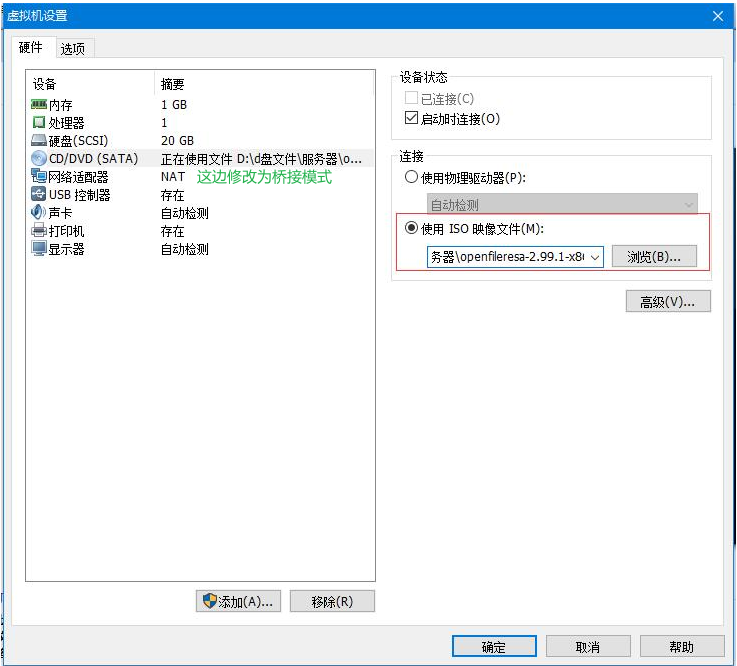 虚拟机设置
硬件 选项
设备 摘要
内存 1 GB
处理器 1
硬盘(SCSI) 20 GB
CD/DVD (SATA) 正在使用文件 D:\d盘文件\服务器\o...
网络适配器 NAT 这边修改为桥接模式
USB 控制器 存在
声卡 自动检测
打印机 存在
显示器 自动检测
添加(A)... 移除(R)
设备状态
已连接(C)
启动时连接(O)
连接
使用物理驱动器(P):
自动检测
使用 ISO 映像文件(M):
务器\openfileresa-2.99.1-x86 浏览(B)...
高级(V)...
确定 取消 帮助